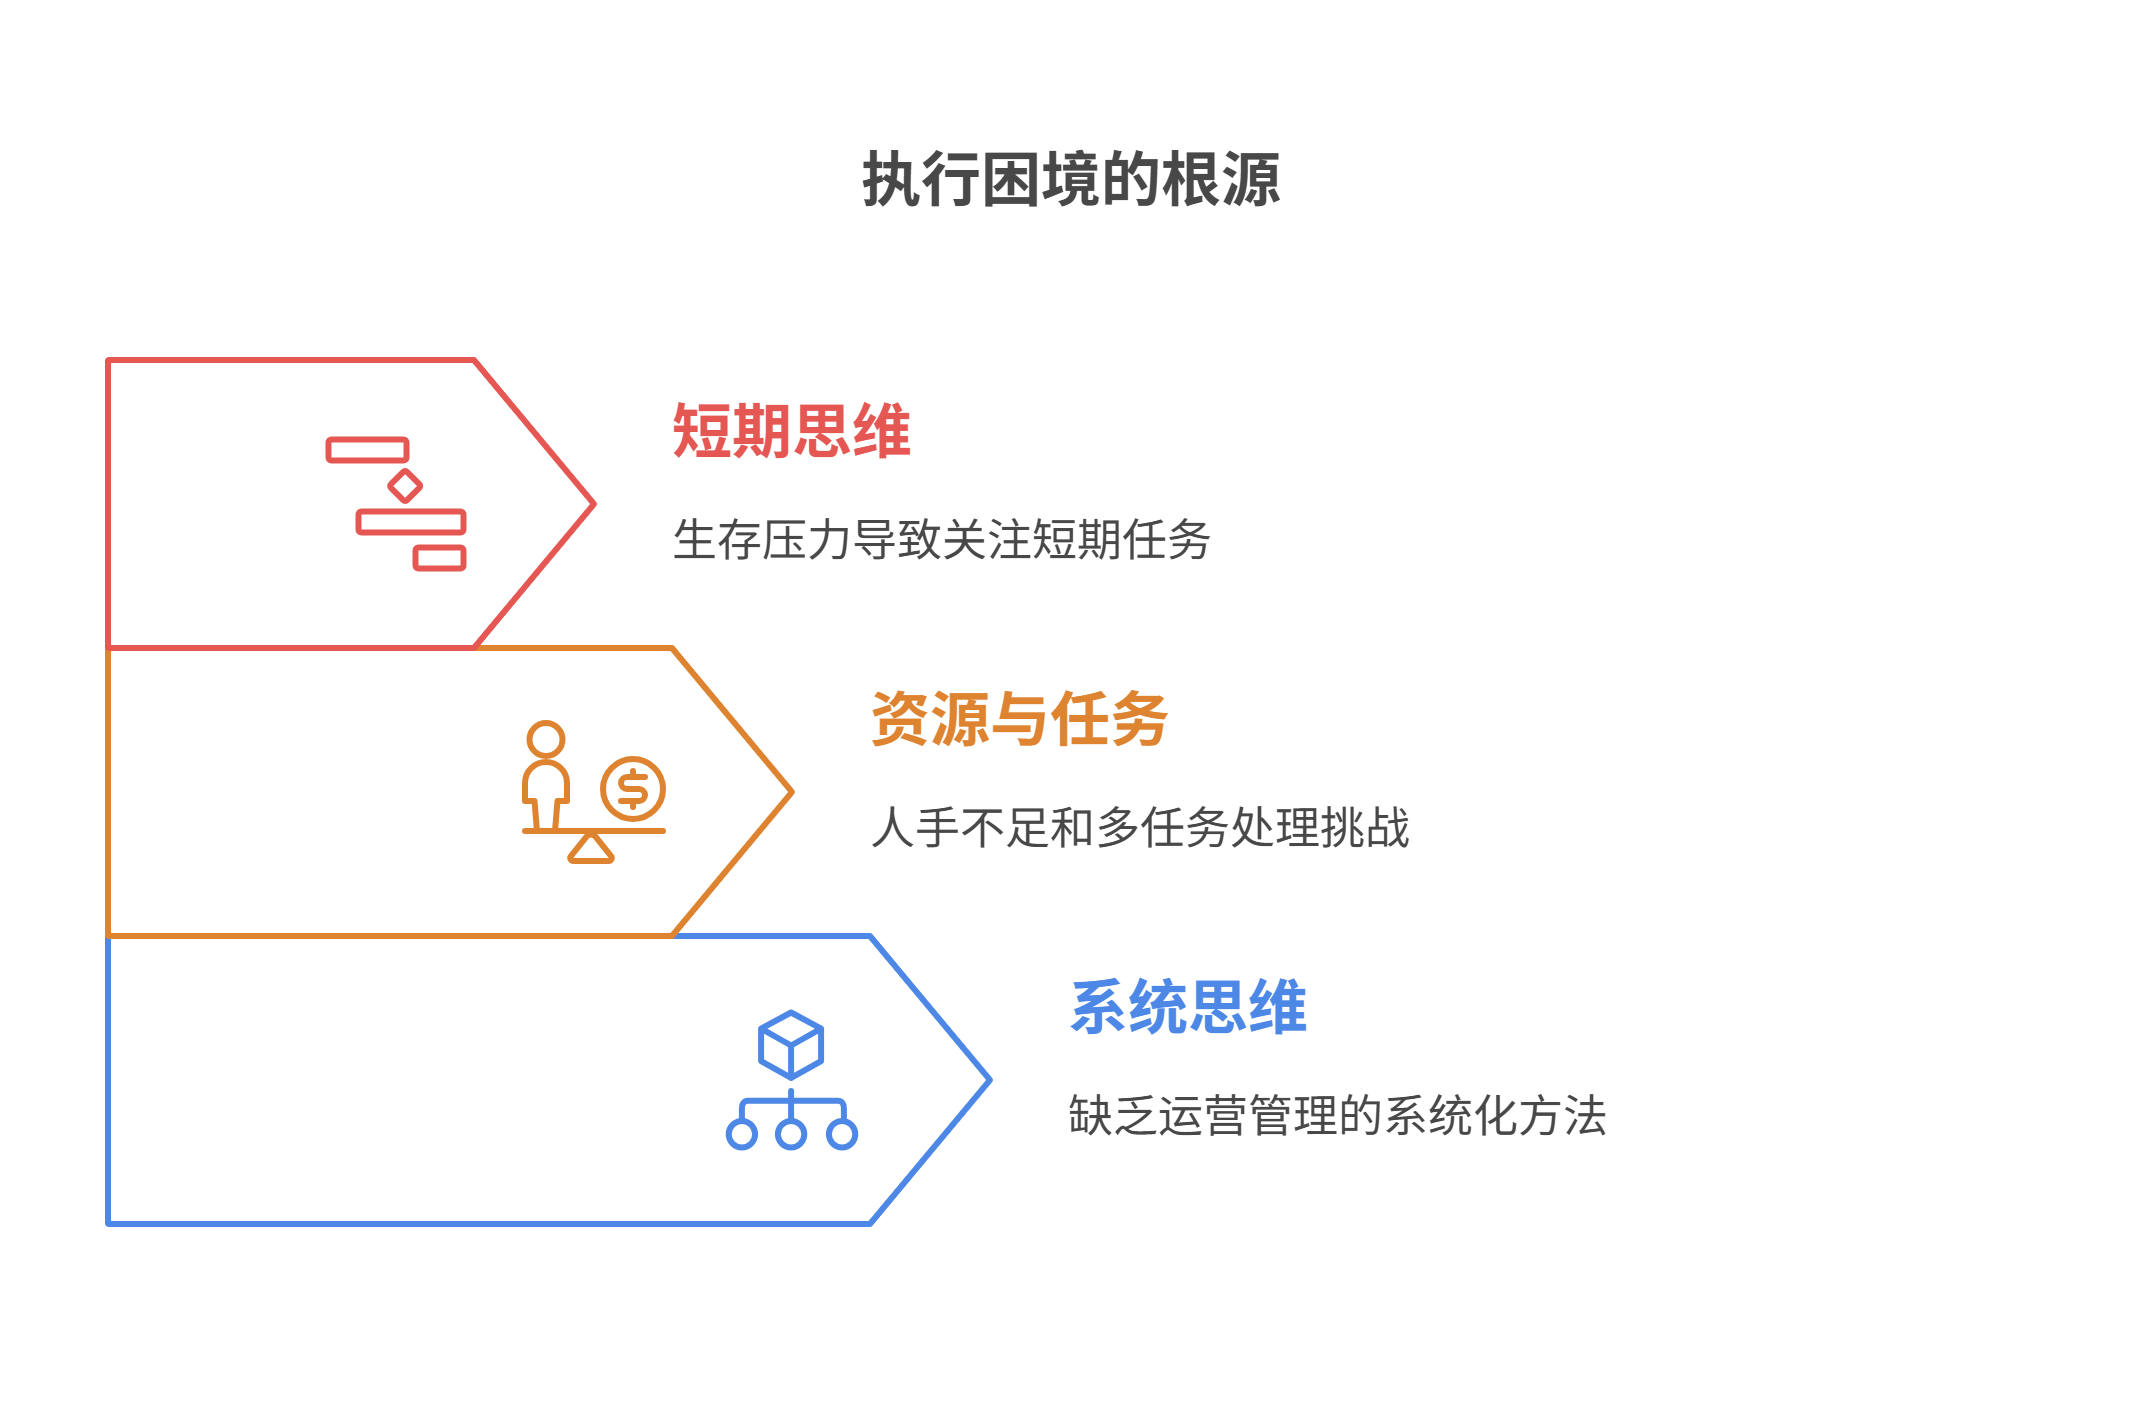 执行困境的根源
短期思维
生存压力导致关注短期任务
资源与任务
人手不足和多任务处理挑战
系统思维
缺乏运营管理的系统化方法